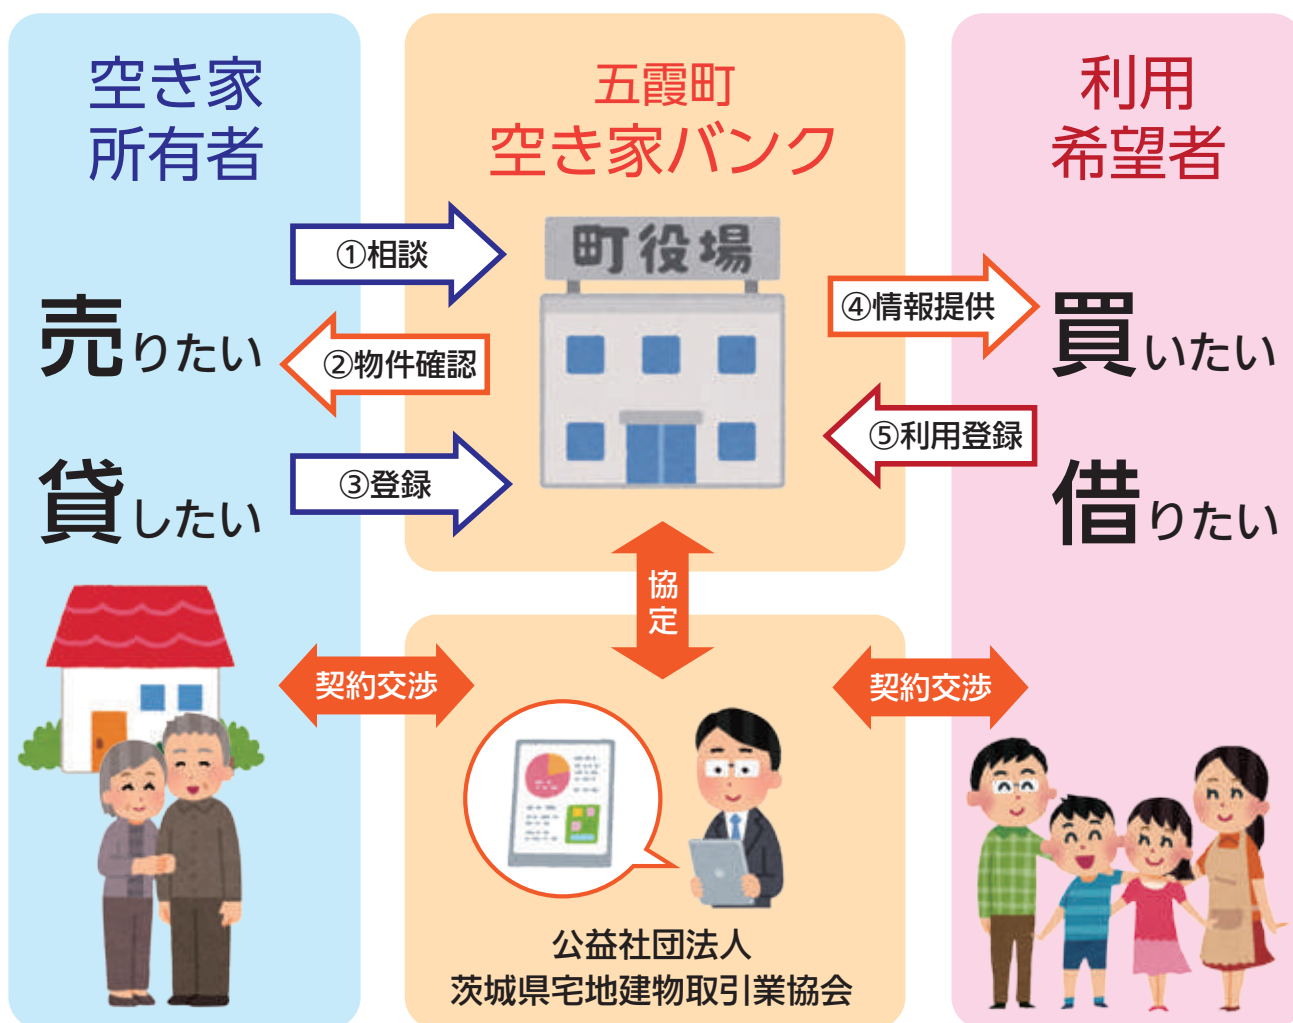 空き家
所有者
売りたい
貸したい
五霞町
空き家バンク
町役場
①相談
②物件確認
③登録
④情報提供
⑤利用登録
利用
希望者
買いたい
借りたい
協定
契約交渉
契約交渉
公益社団法人
茨城県宅地建物取引業協会